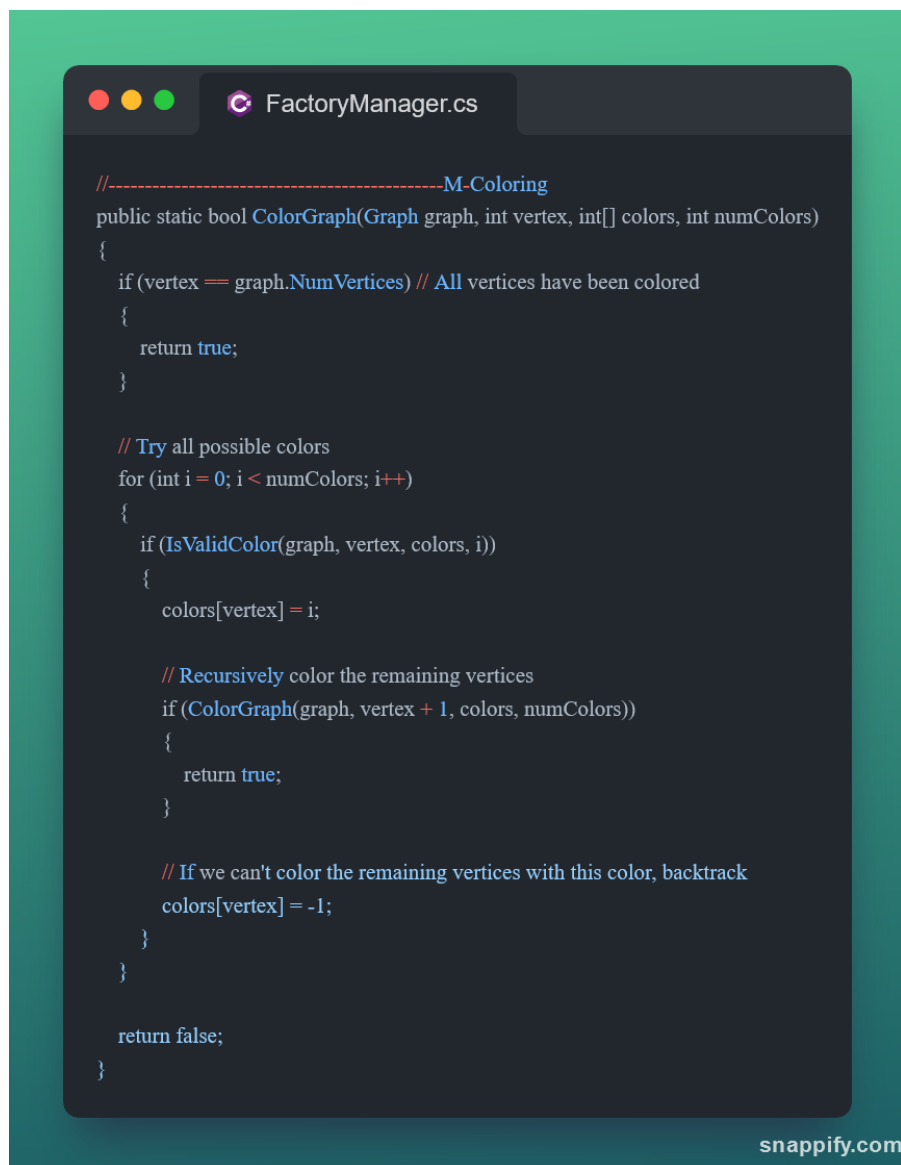 FactoryManager.cs
//----------------------------------------------M-Coloring
public static bool ColorGraph(Graph graph, int vertex, int[] colors, int numColors)
{
if (vertex == graph.NumVertices) // All vertices have been colored
{
return true;
}
// Try all possible colors
for (int i = 0; i < numColors; i++)
{
if (IsValidColor(graph, vertex, colors, i))
{
colors[vertex] = i;
// Recursively color the remaining vertices
if (ColorGraph(graph, vertex + 1, colors, numColors))
{
return true;
}
// If we can't color the remaining vertices with this color, backtrack
colors[vertex] = -1;
}
}
return false;
}
snappify.com